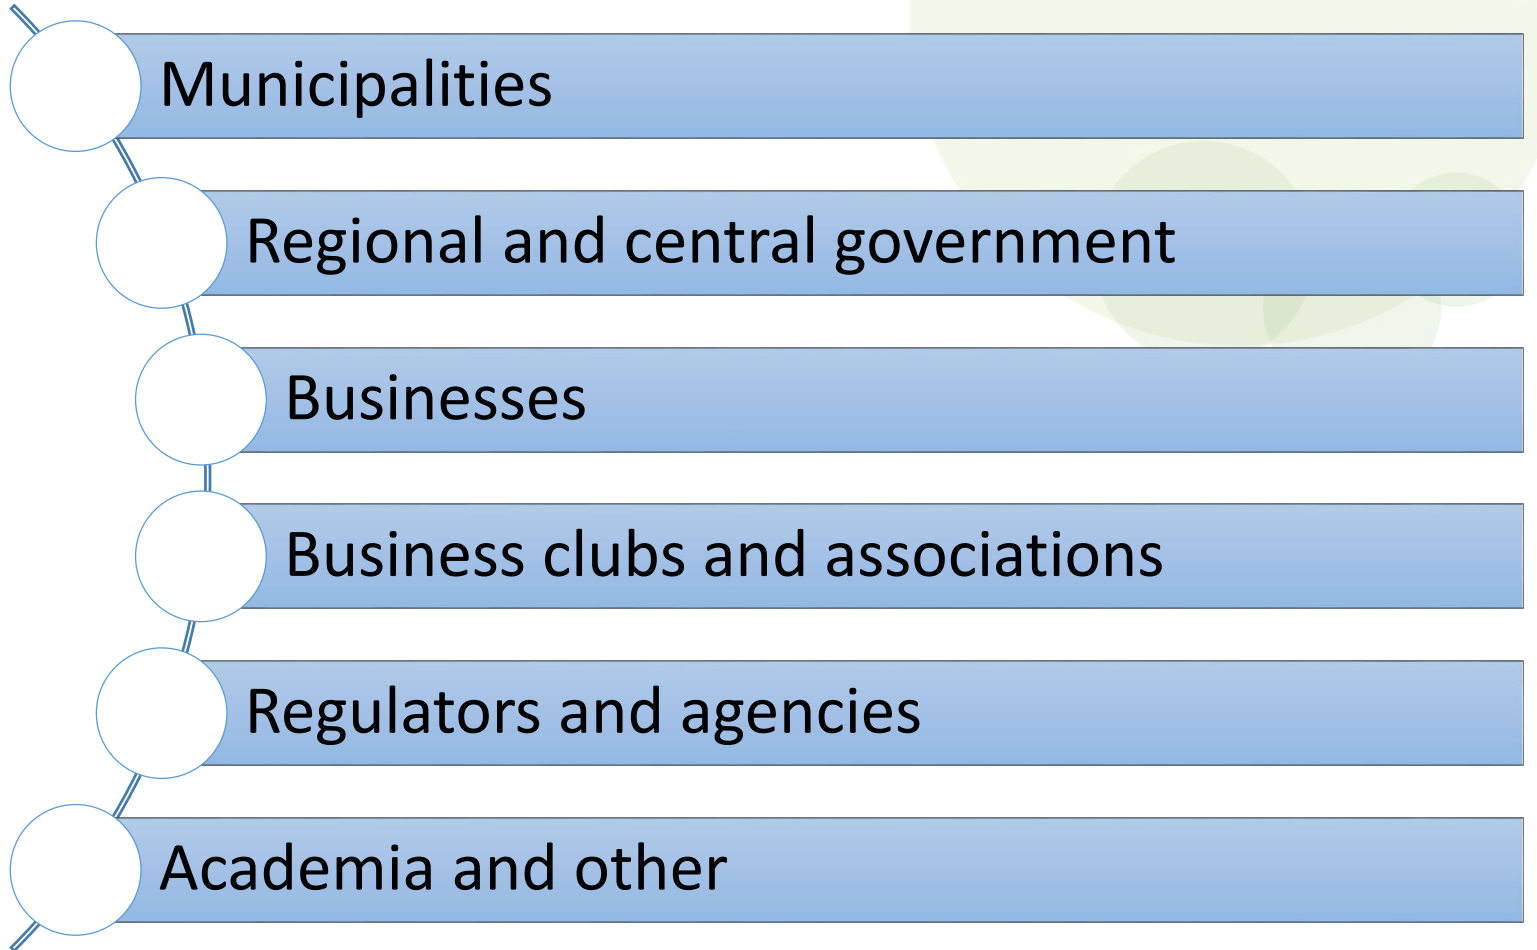 Municipalities
Regional and central government
Businesses
Business clubs and associations
Regulators and agencies
Academia and other